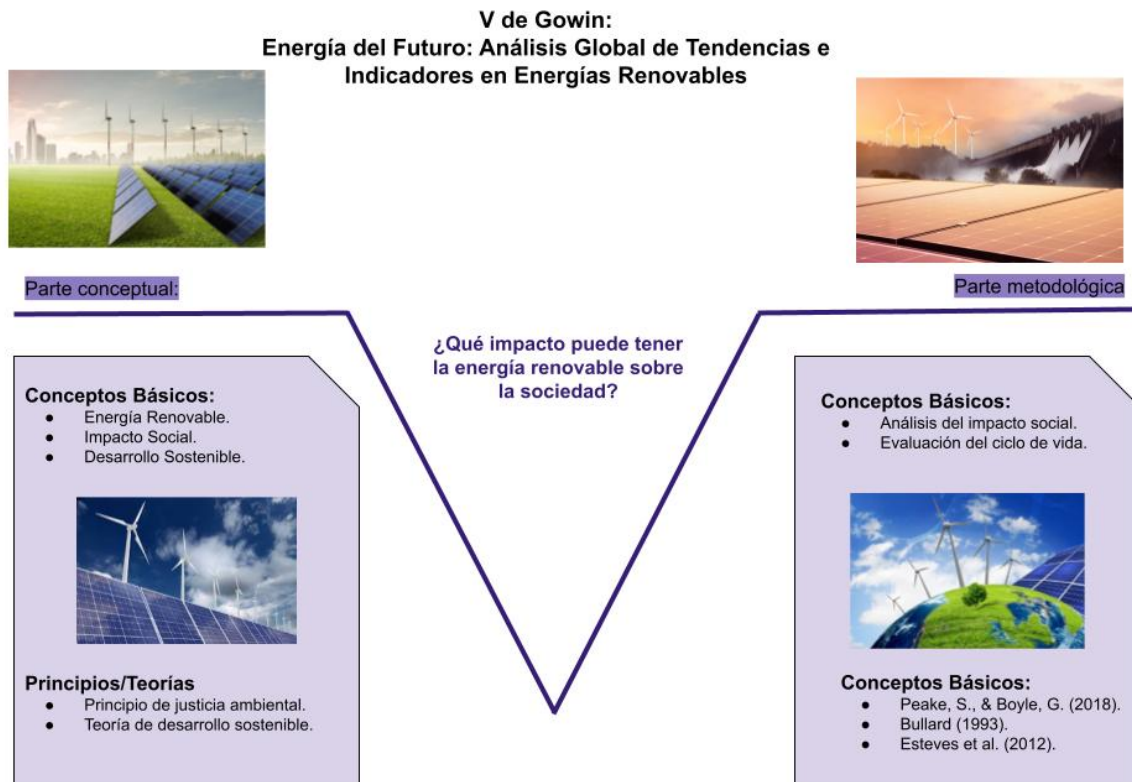 V de Gowin:
Energía del Futuro: Análisis Global de Tendencias e
Indicadores en Energías Renovables
Parte conceptual:
Parte metodológica
¿Qué impacto puede tener
la energía renovable sobre
la sociedad?
Conceptos Básicos:
● Energía Renovable.
● Impacto Social.
● Desarrollo Sostenible.
Principios/Teorías
● Principio de justicia ambiental.
● Teoría de desarrollo sostenible.
Conceptos Básicos:
● Análisis del impacto social.
● Evaluación del ciclo de vida.
Conceptos Básicos:
● Peake, S., & Boyle, G. (2018).
● Bullard (1993).
● Esteves et al. (2012).